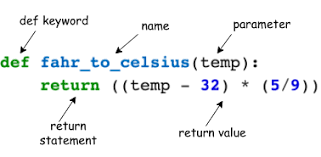 def keyword
name
parameter
def fahr_to_celsius(temp):
return ((temp - 32) * (5/9))
return
statement
return value